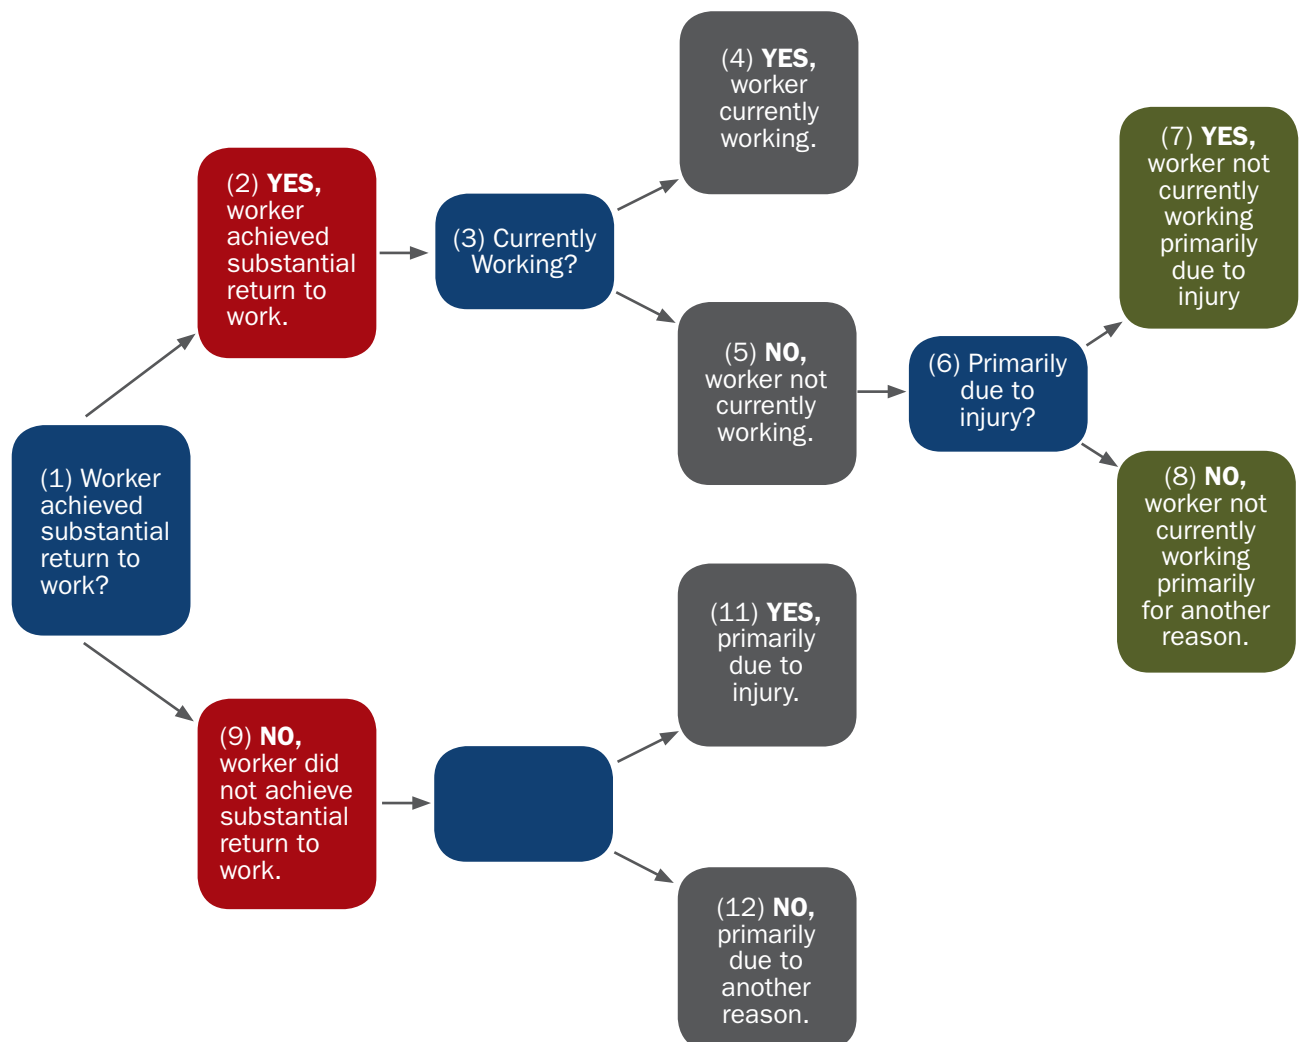 (1) Worker
achieved
substantial
return to
work?
(2) YES,
worker
achieved
substantial
return to
work.
(3) Currently
Working?
(4) YES,
worker
currently
working.
(5) NO,
worker not
currently
working.
(6) Primarily
due to
injury?
(7) YES,
worker not
currently
working
primarily
due to
injury
(8) NO,
worker not
currently
working
primarily
for another
reason.
(9) NO,
worker did
not achieve
substantial
return to
work.
(11) YES,
primarily
due to
injury.
(12) NO,
primarily
due to
another
reason.